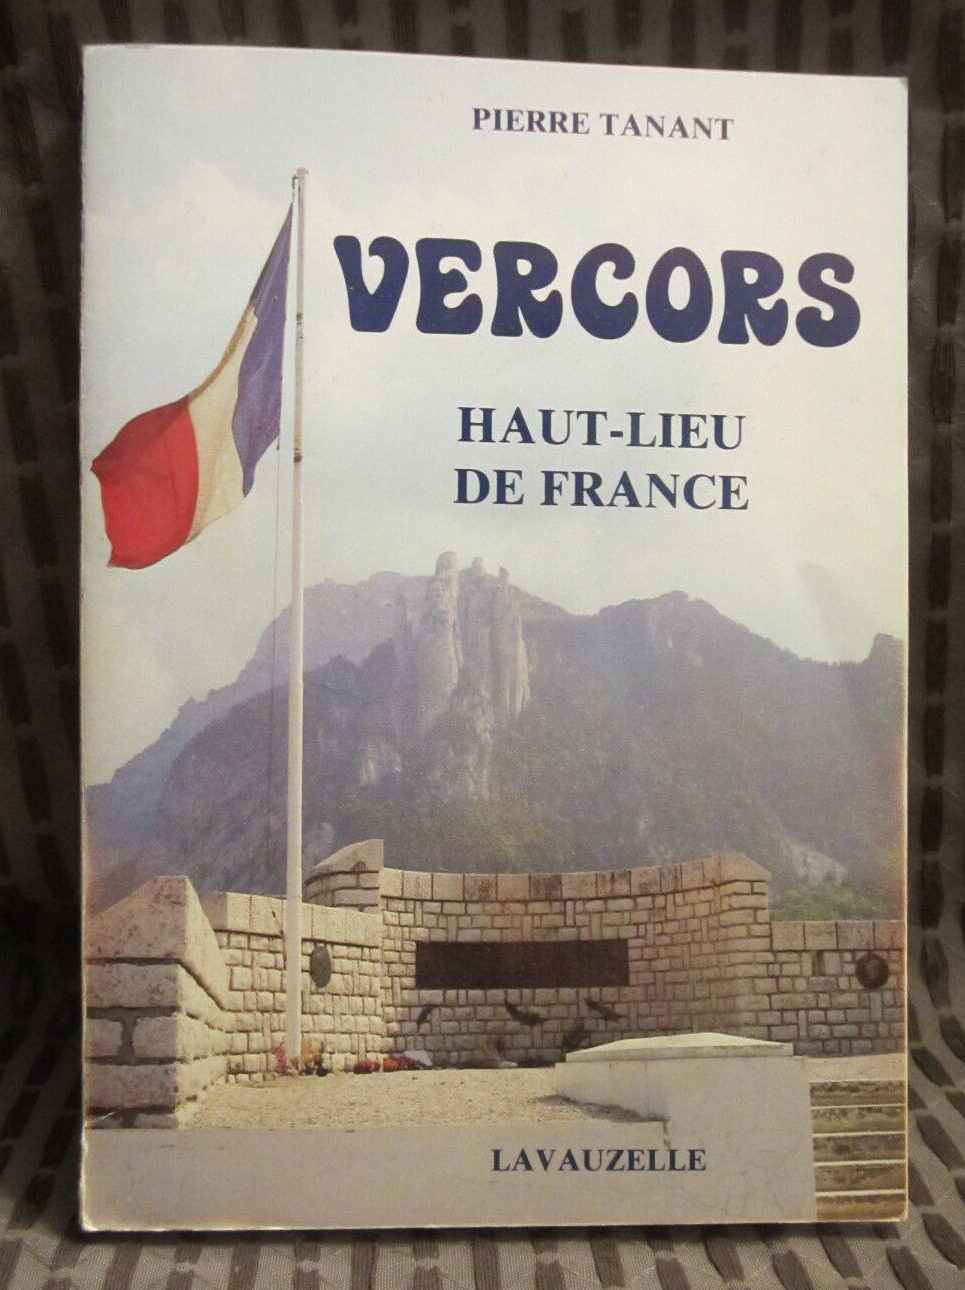 PIERRE TANANT
VERCORS
HAUT-LIEU
DE FRANCE
LAVAUZELLE